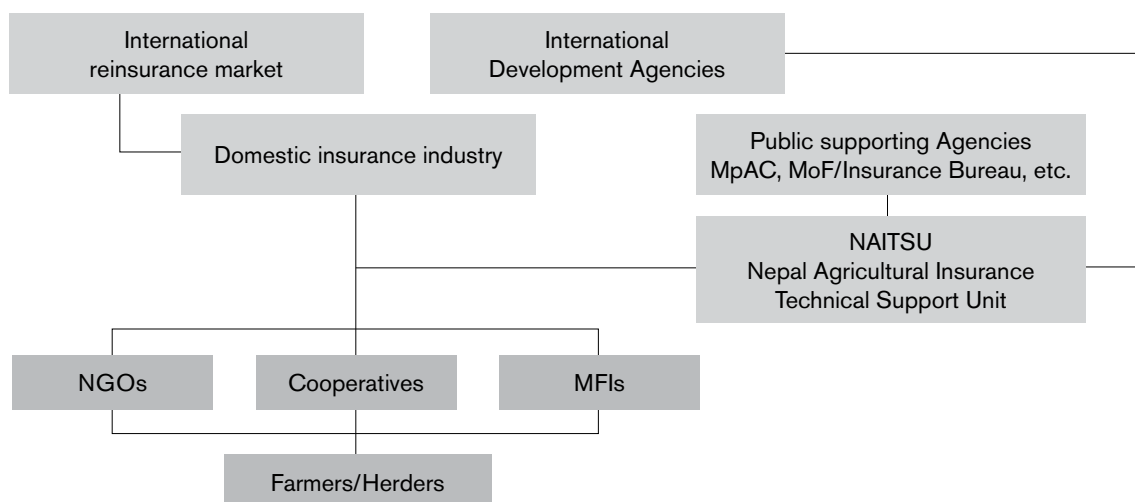 International
reinsurance market
International
Development Agencies
Domestic insurance industry
Public supporting Agencies
MpAC, MoF/Insurance Bureau, etc.
NAITSU
Nepal Agricultural Insurance
Technical Support Unit
NGOs
Cooperatives
MFIs
Farmers/Herders